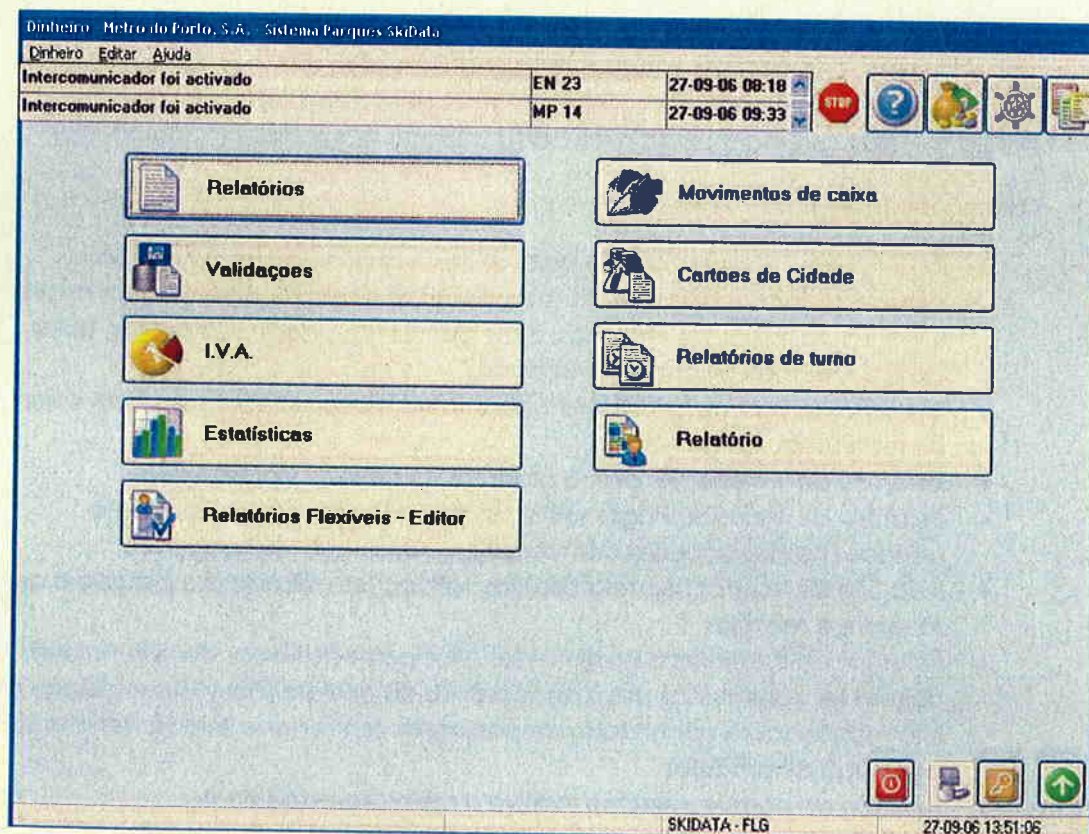 Dinheiro - Metro do Porto, S.A. - Sistema Parques SkiData
Dinheiro Editar Ajuda
Intercomunicador foi activado EN 23 27-09-06 08:18
Intercomunicador foi activado MP 14 27-09-06 09:33
STOP
Relatórios
Movimentos de caixa
Validaçoes
Cartoes de Cidade
I.V.A.
Relatórios de turno
Estatísticas
Relatório
Relatórios Flexíveis - Editor
SKIDATA - FLG 27-09-06 13:51:06